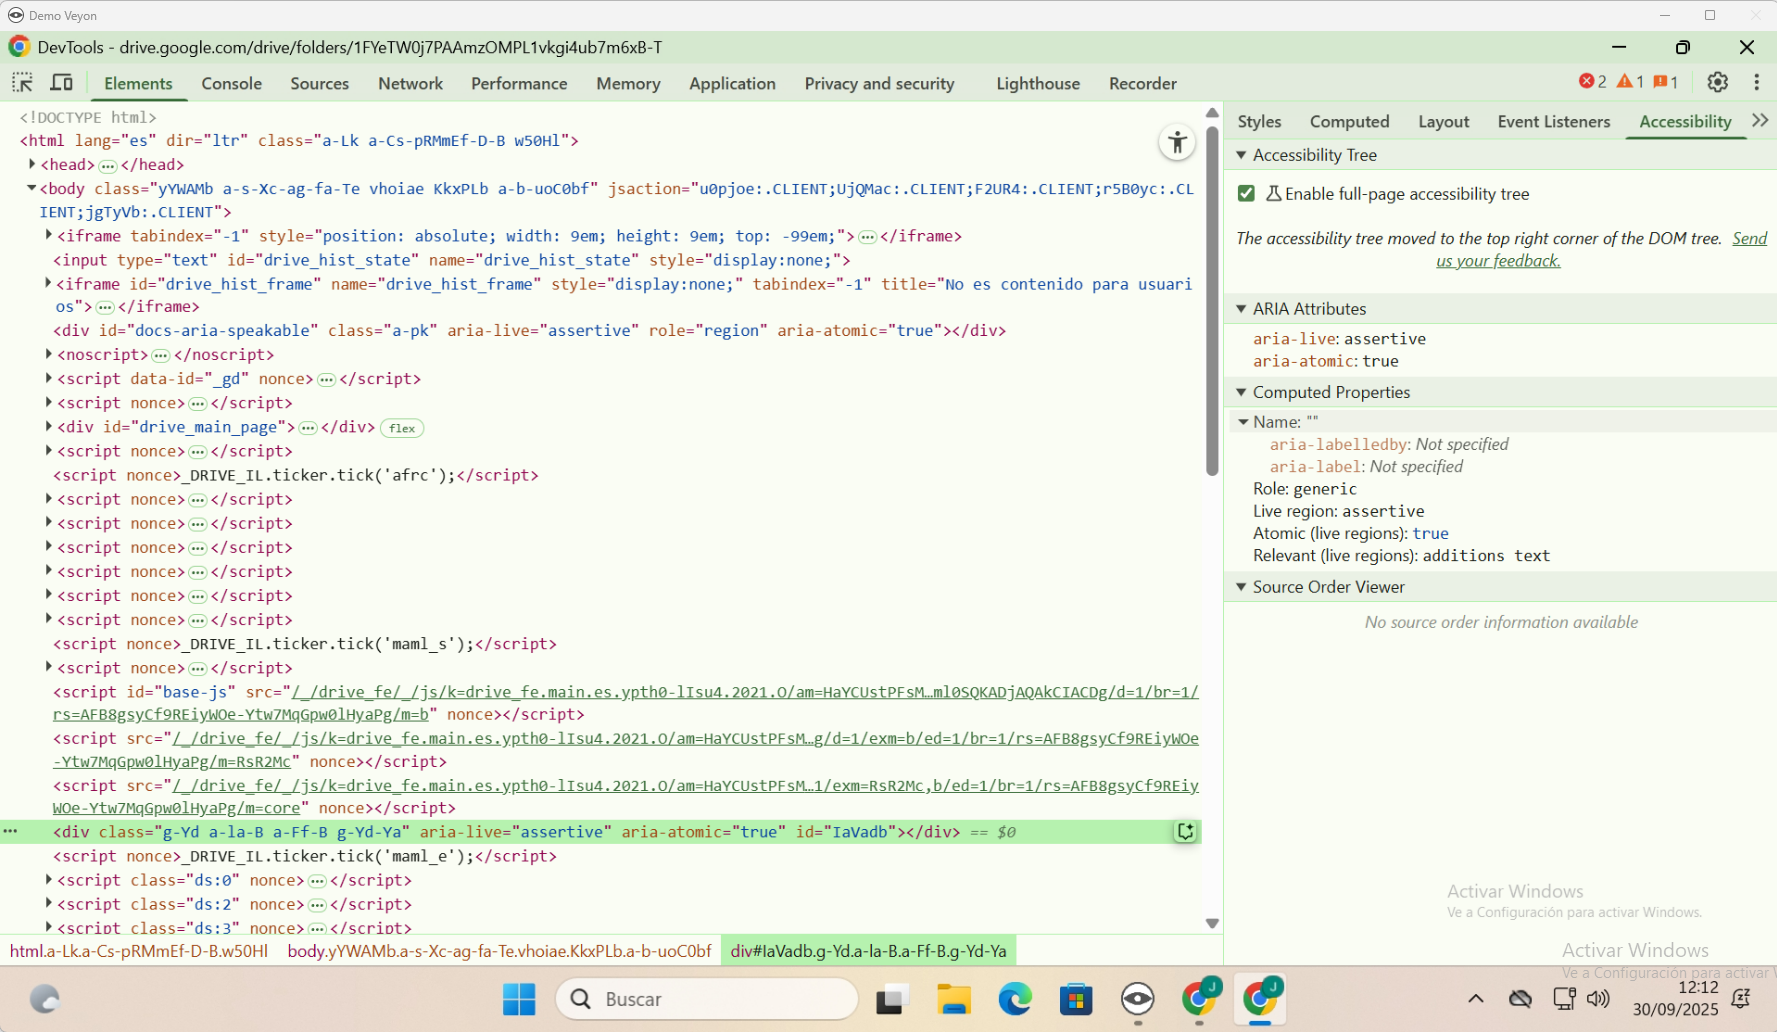 Demo Veyon
DevTools - drive.google.com/drive/folders/1FYeTW0j7PAAmzOMPL1vkgi4ub7m6xB-T
Elements Console Sources Network Performance Memory Application Privacy and security Lighthouse Recorder 2 1 1
<!DOCTYPE html>
<html lang="es" dir="ltr" class="a-Lk a-Cs-pRMmEf-D-B w50Hl">
<head> … </head>
<body class="yYWAMb a-s-Xc-ag-fa-Te vhoiae KkxPLb a-b-uoC0bf" jsaction="u0pjoe:.CLIENT;UjQMac:.CLIENT;F2UR4:.CLIENT;r5B0yc:.CL
IENT;jgTyVb:.CLIENT">
<iframe tabindex="-1" style="position: absolute; width: 9em; height: 9em; top: -99em;"> … </iframe>
<input type="text" id="drive_hist_state" name="drive_hist_state" style="display:none;">
<iframe id="drive_hist_frame" name="drive_hist_frame" style="display:none;" tabindex="-1" title="No es contenido para usuari
os"> … </iframe>
<div id="docs-aria-speakable" class="a-pk" aria-live="assertive" role="region" aria-atomic="true"></div>
<noscript> … </noscript>
<script data-id="_gd" nonce> … </script>
<script nonce> … </script>
<div id="drive_main_page"> … </div> flex
<script nonce> … </script>
<script nonce>_DRIVE_IL.ticker.tick('afrc');</script>
<script nonce> … </script>
<script nonce> … </script>
<script nonce> … </script>
<script nonce> … </script>
<script nonce> … </script>
<script nonce> … </script>
<script nonce>_DRIVE_IL.ticker.tick('maml_s');</script>
<script nonce> … </script>
<script id="base-js" src="/_/drive_fe/_/js/k=drive_fe.main.es.ypth0-lIsu4.2021.O/am=HaYCUstPFsM…ml0SQKADjAQAkCIACDg/d=1/br=1/
rs=AFB8gsyCf9REiyWOe-Ytw7MqGpw0lHyaPg/m=b" nonce></script>
<script src="/_/drive_fe/_/js/k=drive_fe.main.es.ypth0-lIsu4.2021.O/am=HaYCUstPFsM…g/d=1/exm=b/ed=1/br=1/rs=AFB8gsyCf9REiyWOe
-Ytw7MqGpw0lHyaPg/m=RsR2Mc" nonce></script>
<script src="/_/drive_fe/_/js/k=drive_fe.main.es.ypth0-lIsu4.2021.O/am=HaYCUstPFsM…1/exm=RsR2Mc,b/ed=1/br=1/rs=AFB8gsyCf9REiy
WOe-Ytw7MqGpw0lHyaPg/m=core" nonce></script>
<div class="g-Yd a-la-B a-Ff-B g-Yd-Ya" aria-live="assertive" aria-atomic="true" id="IaVadb"></div> == $0
<script nonce>_DRIVE_IL.ticker.tick('maml_e');</script>
<script class="ds:0" nonce> … </script>
<script class="ds:2" nonce> … </script>
<script class="ds:3" nonce> … </script>
html.a-Lk.a-Cs-pRMmEf-D-B.w50Hl body.yYWAMb.a-s-Xc-ag-fa-Te.vhoiae.KkxPLb.a-b-uoC0bf div#IaVadb.g-Yd.a-la-B.a-Ff-B.g-Yd-Ya
Styles Computed Layout Event Listeners Accessibility
Accessibility Tree
Enable full-page accessibility tree
The accessibility tree moved to the top right corner of the DOM tree. Send
us your feedback.
ARIA Attributes
aria-live: assertive
aria-atomic: true
Computed Properties
Name: ""
aria-labelledby: Not specified
aria-label: Not specified
Role: generic
Live region: assertive
Atomic (live regions): true
Relevant (live regions): additions text
Source Order Viewer
No source order information available
Activar Windows
Ve a Configuración para activar Windows.
Activar Windows
Ve a Configuración para activar
Buscar
J
J
12:12
30/09/2025